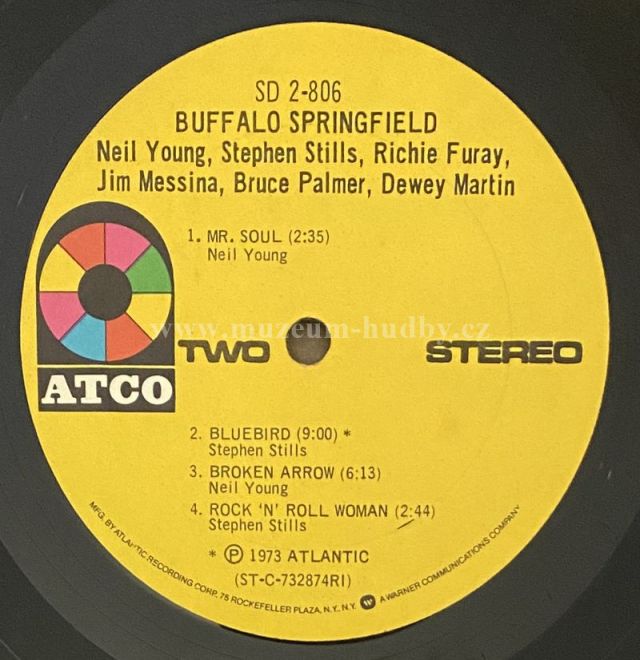 SD 2-806
BUFFALO SPRINGFIELD
Neil Young, Stephen Stills, Richie Furay,
Jim Messina, Bruce Palmer, Dewey Martin
1. MR. SOUL (2:35)
Neil Young
www.muzeum-hudby.cz
TWO
STEREO
ATCO
2. BLUEBIRD (9:00) *
Stephen Stills
3. BROKEN ARROW (6:13)
Neil Young
4. ROCK 'N' ROLL WOMAN (2:44)
Stephen Stills
* Ⓟ 1973 ATLANTIC
(ST-C-732874RI)
MFG. BY ATLANTIC RECORDING CORP. 75 ROCKEFELLER PLAZA, N.Y., N.Y. W A WARNER COMMUNICATIONS COMPANY